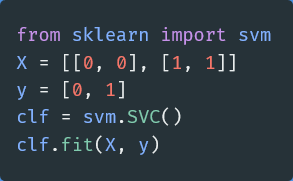 from sklearn import svm
X = [[0, 0], [1, 1]]
y = [0, 1]
clf = svm.SVC()
clf.fit(X, y)